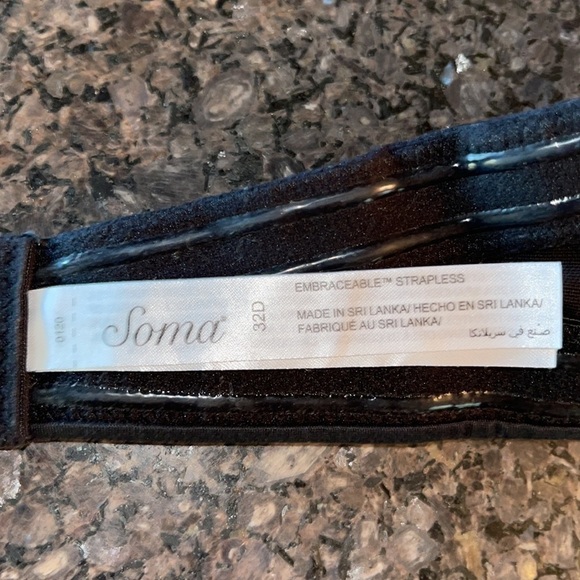 0120
Soma®
32D
EMBRACEABLE™ STRAPLESS
MADE IN SRI LANKA/ HECHO EN SRI LANKA/
FABRIQUÉ AU SRI LANKA/
صنع في سريلانكا